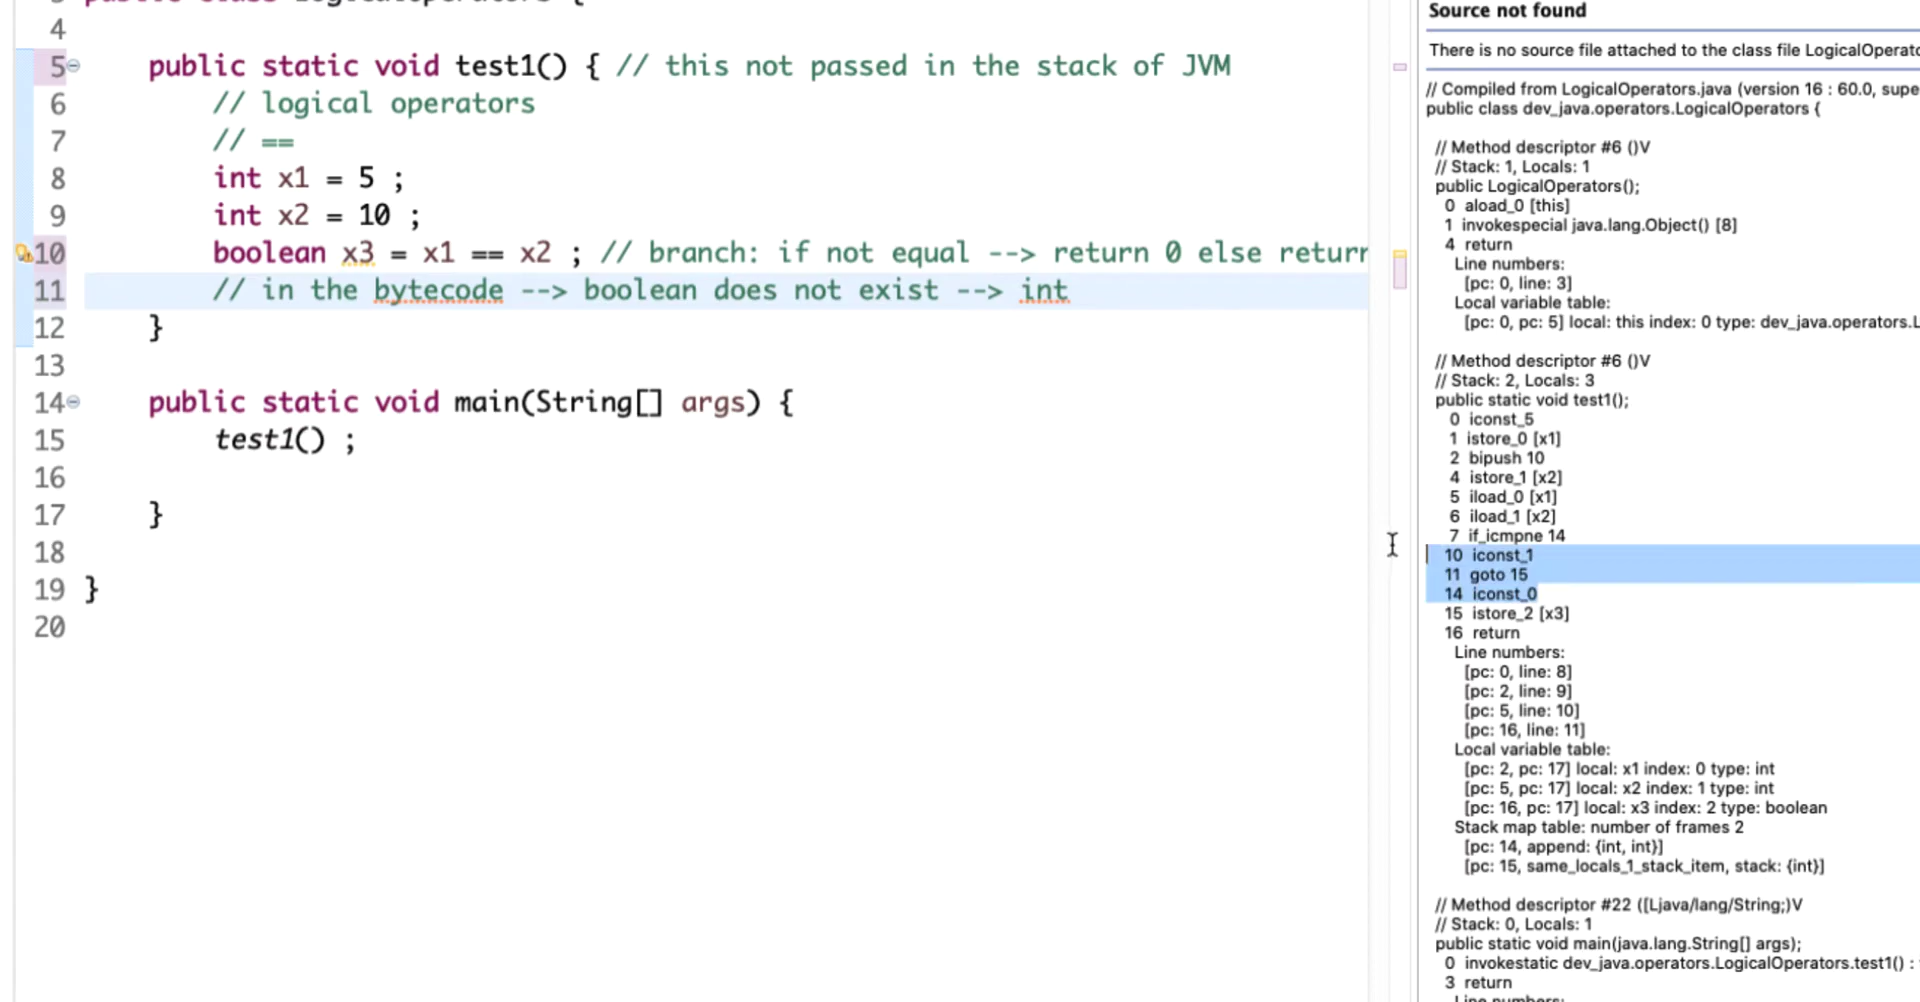 4
5 public static void test1() { // this not passed in the stack of JVM
6 // logical operators
7 // ==
8 int x1 = 5 ;
9 int x2 = 10 ;
10 boolean x3 = x1 == x2 ; // branch: if not equal --> return 0 else return
11 // in the bytecode --> boolean does not exist --> int
12 }
13
14 public static void main(String[] args) {
15 test1() ;
16
17 }
18
19 }
20
Source not found
There is no source file attached to the class file LogicalOperato
// Compiled from LogicalOperators.java (version 16 : 60.0, supe
public class dev_java.operators.LogicalOperators {
// Method descriptor #6 ()V
// Stack: 1, Locals: 1
public LogicalOperators();
0 aload_0 [this]
1 invokespecial java.lang.Object() [8]
4 return
Line numbers:
[pc: 0, line: 3]
Local variable table:
[pc: 0, pc: 5] local: this index: 0 type: dev_java.operators.L
// Method descriptor #6 ()V
// Stack: 2, Locals: 3
public static void test1();
0 iconst_5
1 istore_0 [x1]
2 bipush 10
4 istore_1 [x2]
5 iload_0 [x1]
6 iload_1 [x2]
7 if_icmpne 14
10 iconst_1
11 goto 15
14 iconst_0
15 istore_2 [x3]
16 return
Line numbers:
[pc: 0, line: 8]
[pc: 2, line: 9]
[pc: 5, line: 10]
[pc: 16, line: 11]
Local variable table:
[pc: 2, pc: 17] local: x1 index: 0 type: int
[pc: 5, pc: 17] local: x2 index: 1 type: int
[pc: 16, pc: 17] local: x3 index: 2 type: boolean
Stack map table: number of frames 2
[pc: 14, append: {int, int}]
[pc: 15, same_locals_1_stack_item, stack: {int}]
// Method descriptor #22 ([Ljava/lang/String;)V
// Stack: 0, Locals: 1
public static void main(java.lang.String[] args);
0 invokestatic dev_java.operators.LogicalOperators.test1() :
3 return
Line numbers: